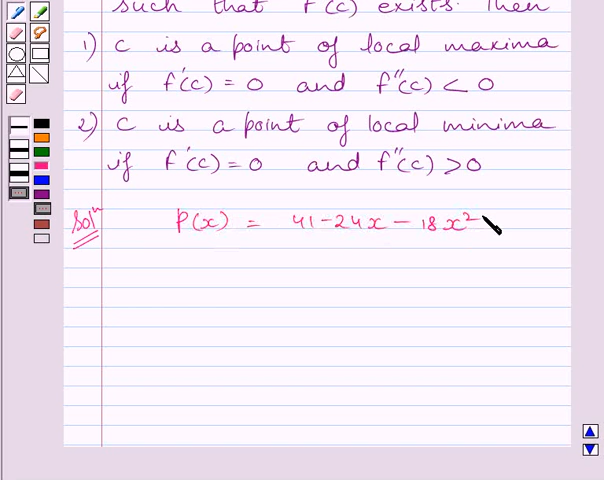 such that f(c) exists. Then
1) c is a point of local maxima
if f'(c) = 0 and f''(c) < 0
2) c is a point of local minima
if f'(c) = 0 and f''(c) > 0
Solⁿ P(x) = 41 - 24x - 18x²